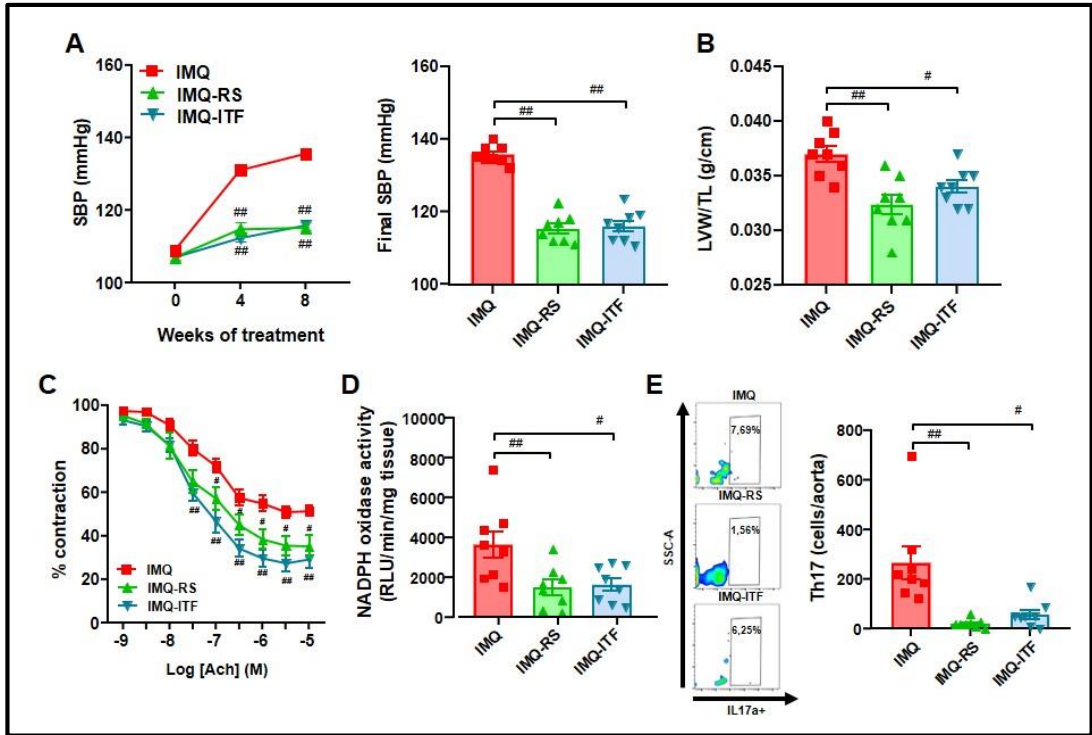 A
SBP (mmHg)
160
140
120
100
IMQ
IMQ-RS
IMQ-ITF
##
##
##
##
0
4
8
Weeks of treatment
Final SBP (mmHg)
160
140
120
100
##
##
IMQ
IMQ-RS
IMQ-ITF
B
LVW/TL (g/cm)
0.045
0.040
0.035
0.030
0.025
#
##
IMQ
IMQ-RS
IMQ-ITF
C
% contraction
100
80
60
40
20
0
#
#
#
#
#
##
##
##
##
##
##
IMQ
IMQ-RS
IMQ-ITF
-9
-8
-7
-6
-5
Log [Ach] (M)
D
NADPH oxidase activity
(RLU/min/mg tissue)
10000
8000
6000
4000
2000
0
#
##
IMQ
IMQ-RS
IMQ-ITF
E
SSC-A
IMQ
7,69%
IMQ-RS
1,56%
IMQ-ITF
6,25%
IL17a+
Th17 (cells/aorta)
800
600
400
200
0
#
##
IMQ
IMQ-RS
IMQ-ITF